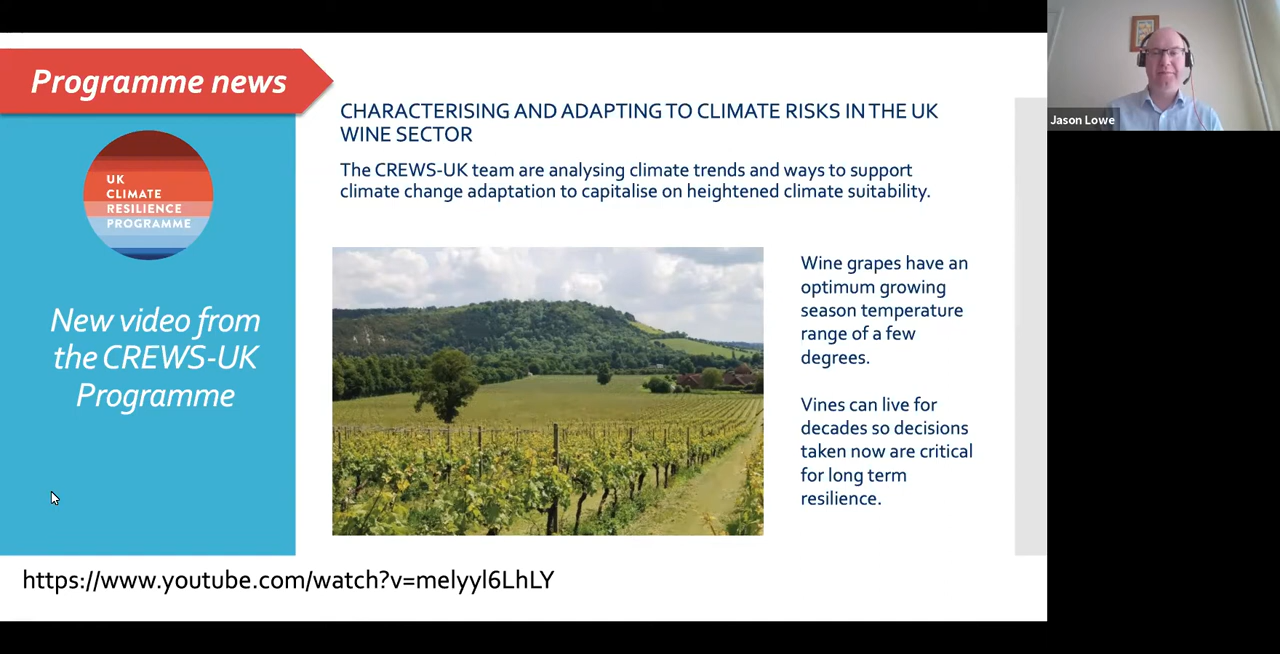 Programme news
UK
CLIMATE
RESILIENCE
PROGRAMME
New video from
the CREWS-UK
Programme
CHARACTERISING AND ADAPTING TO CLIMATE RISKS IN THE UK
WINE SECTOR
The CREWS-UK team are analysing climate trends and ways to support
climate change adaptation to capitalise on heightened climate suitability.
Wine grapes have an
optimum growing
season temperature
range of a few
degrees.
Vines can live for
decades so decisions
taken now are critical
for long term
resilience.
https://www.youtube.com/watch?v=melyyl6LhLY
Jason Lowe